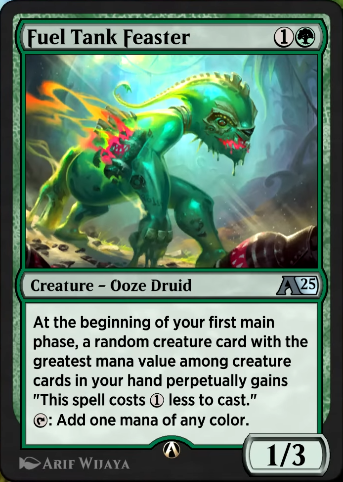 Fuel Tank Feaster 1
Creature – Ooze Druid A25
At the beginning of your first main
phase, a random creature card with the
greatest mana value among creature
cards in your hand perpetually gains
"This spell costs 1 less to cast."
: Add one mana of any color.
1/3
Arif Wijaya